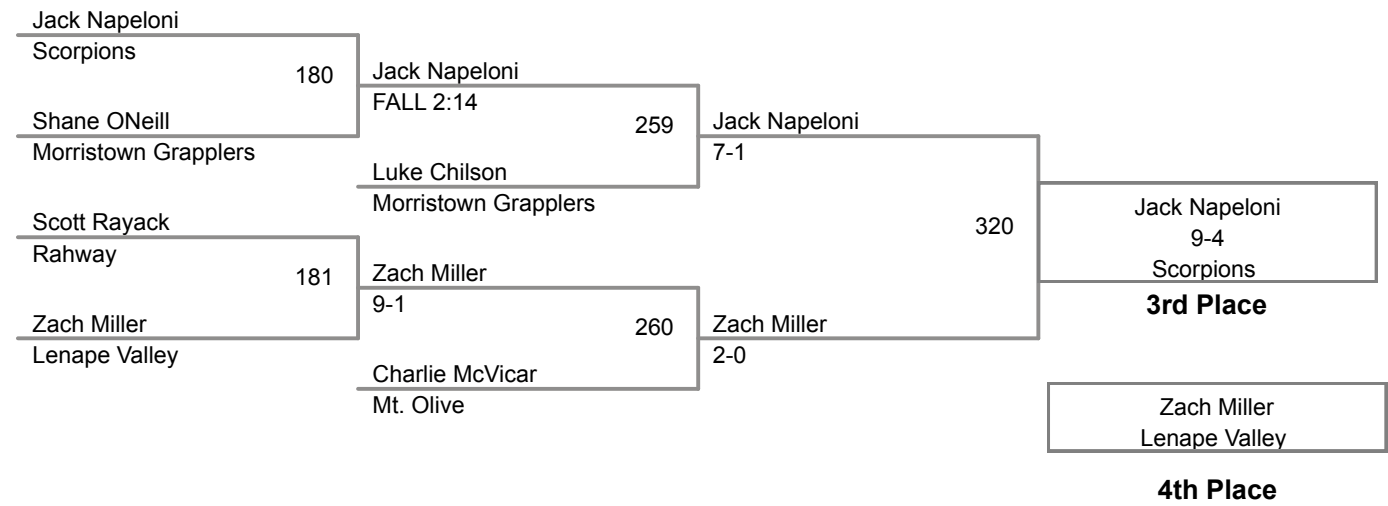 Jack Napeloni
Scorpions
180
Shane ONeill
Morristown Grapplers
Scott Rayack
Rahway
181
Zach Miller
Lenape Valley
Jack Napeloni
FALL 2:14
259
Luke Chilson
Morristown Grapplers
Zach Miller
9-1
260
Charlie McVicar
Mt. Olive
Jack Napeloni
7-1
320
Zach Miller
2-0
Jack Napeloni
9-4
Scorpions
3rd Place
Zach Miller
Lenape Valley
4th Place